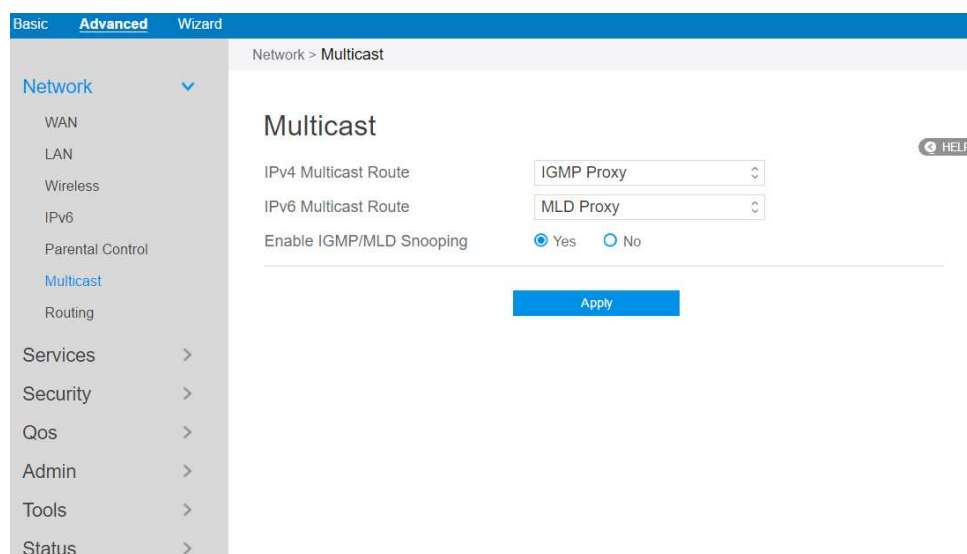 Basic Advanced Wizard
Network > Multicast
Network
WAN
LAN
Wireless
IPv6
Parental Control
Multicast
Routing
Services
Security
Qos
Admin
Tools
Status
Multicast
HELP
IPv4 Multicast Route IGMP Proxy
IPv6 Multicast Route MLD Proxy
Enable IGMP/MLD Snooping Yes No
Apply